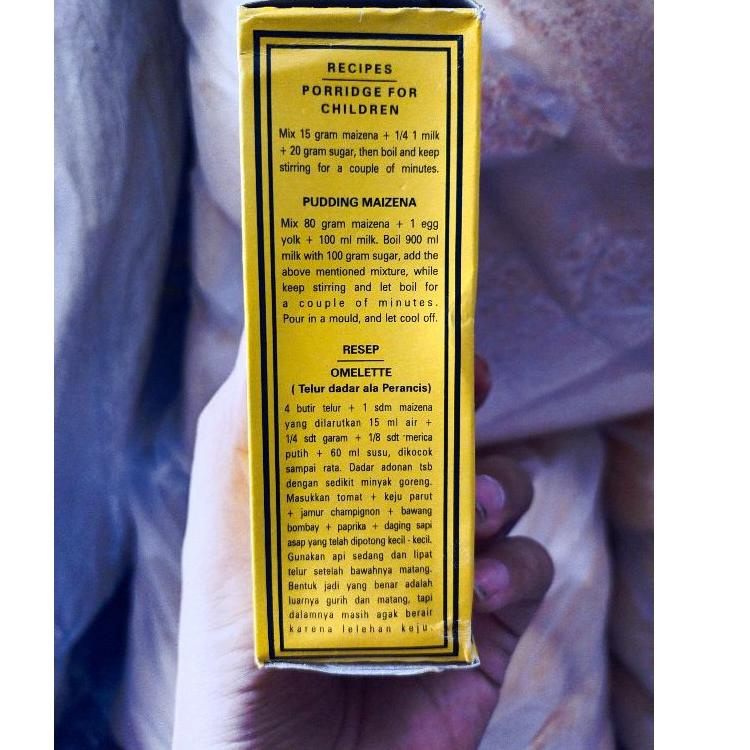 RECIPES
PORRIDGE FOR
CHILDREN
Mix 15 gram maizena + 1/4 1 milk
+ 20 gram sugar, then boil and keep
stirring for a couple of minutes.
PUDDING MAIZENA
Mix 80 gram maizena + 1 egg
yolk + 100 ml milk. Boil 900 ml
milk with 100 gram sugar, add the
above mentioned mixture, while
keep stirring and let boil for
a couple of minutes.
Pour in a mould, and let cool off.
RESEP
OMELETTE
( Telur dadar ala Perancis)
4 butir telur + 1 sdm maizena
yang dilarutkan 15 ml air +
1/4 sdt garam + 1/8 sdt merica
putih + 60 ml susu, dikocok
sampai rata. Dadar adonan tsb
dengan sedikit minyak goreng.
Masukkan tomat + keju parut
+ jamur champignon + bawang
bombay + paprika + daging sapi
asap yang telah dipotong kecil - kecil.
Gunakan api sedang dan lipat
telur setelah bawahnya matang.
Bentuk jadi yang benar adalah
luarnya gurih dan matang, tapi
dalamnya masih agak berair
karena lelehan keju.